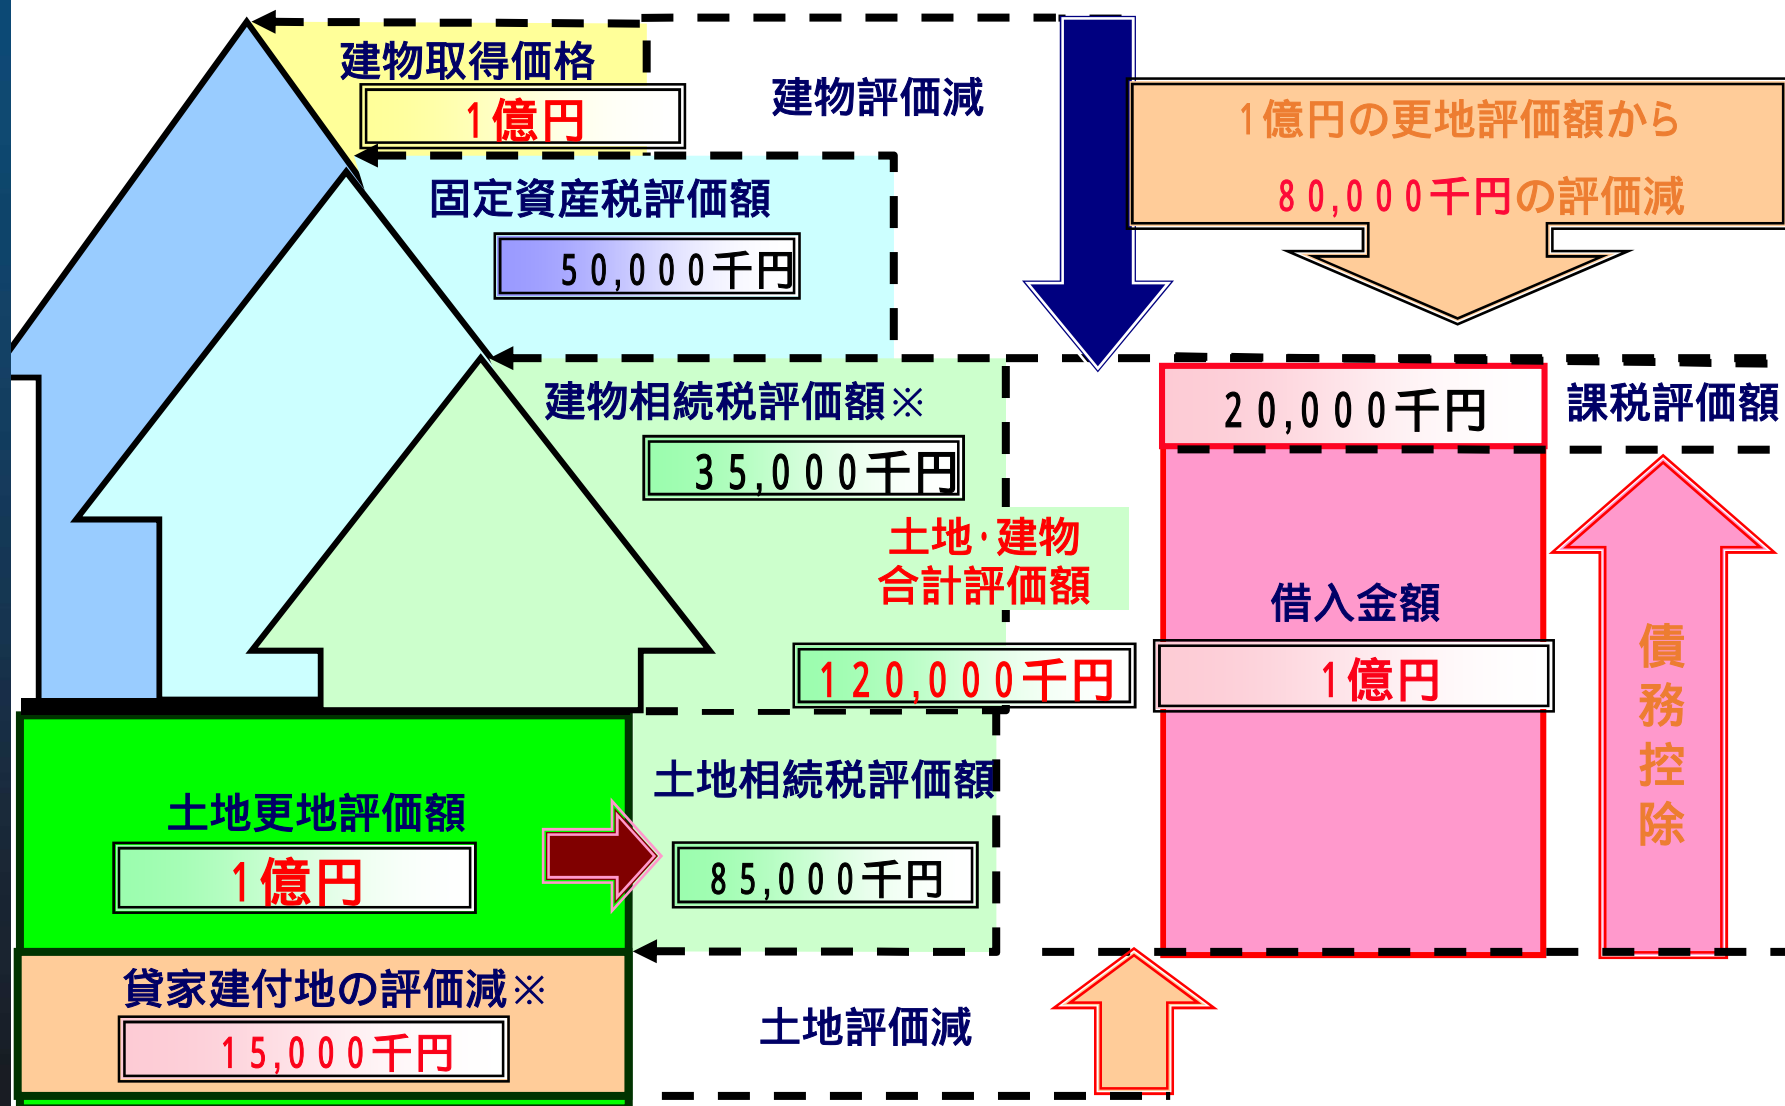 建物取得価格
1億円
建物評価減
1億円の更地評価額から
80,000千円の評価減
固定資産税評価額
50,000千円
建物相続税評価額※
35,000千円
20,000千円
課税評価額
土地・建物
合計評価額
120,000千円
借入金額
1億円
債務控除
土地相続税評価額
85,000千円
土地更地評価額
1億円
貸家建付地の評価減※
15,000千円
土地評価減